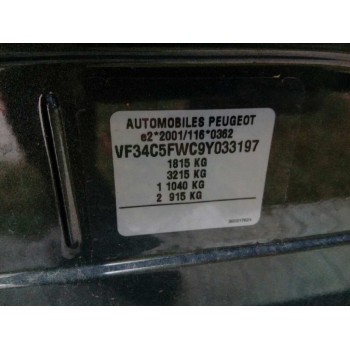 AUTOMOBILES PEUGEOT
e2*2001/116*0362
VF34C5FWC9Y033197
1815 KG
3215 KG
1 1040 KG
2 915 KG